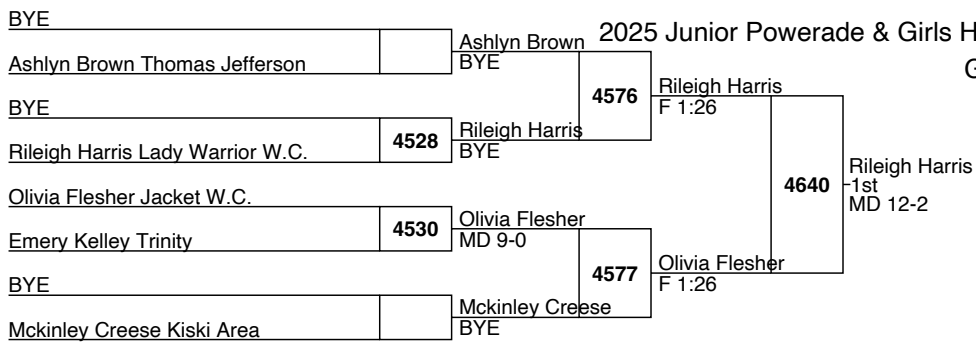 2025 Junior Powerade & Girls H
G
BYE
Ashlyn Brown Thomas Jefferson
BYE
4528
Rileigh Harris Lady Warrior W.C.
Olivia Flesher Jacket W.C.
4530
Emery Kelley Trinity
BYE
Mckinley Creese Kiski Area
Ashlyn Brown
BYE
4576
Rileigh Harris
BYE
Olivia Flesher
MD 9-0
4577
Mckinley Creese
BYE
Rileigh Harris
F 1:26
4640
Olivia Flesher
F 1:26
Rileigh Harris
1st
MD 12-2